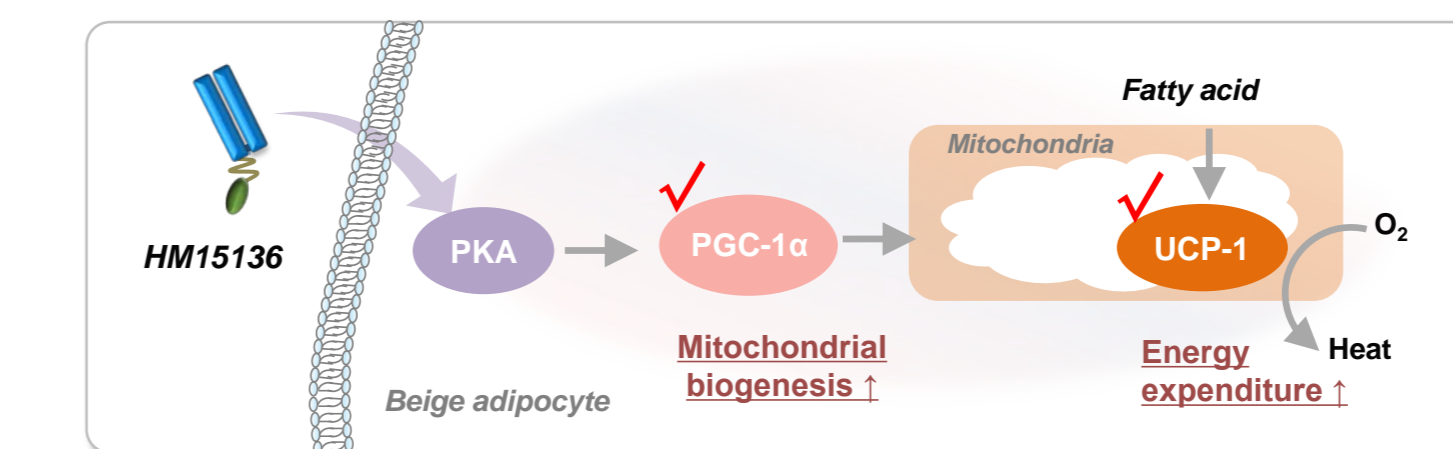 Fatty acid
Mitochondria
HM15136
PKA
PGC-1α
UCP-1
O₂
Mitochondrial
biogenesis ↑
Energy
expenditure ↑
Heat
Beige adipocyte